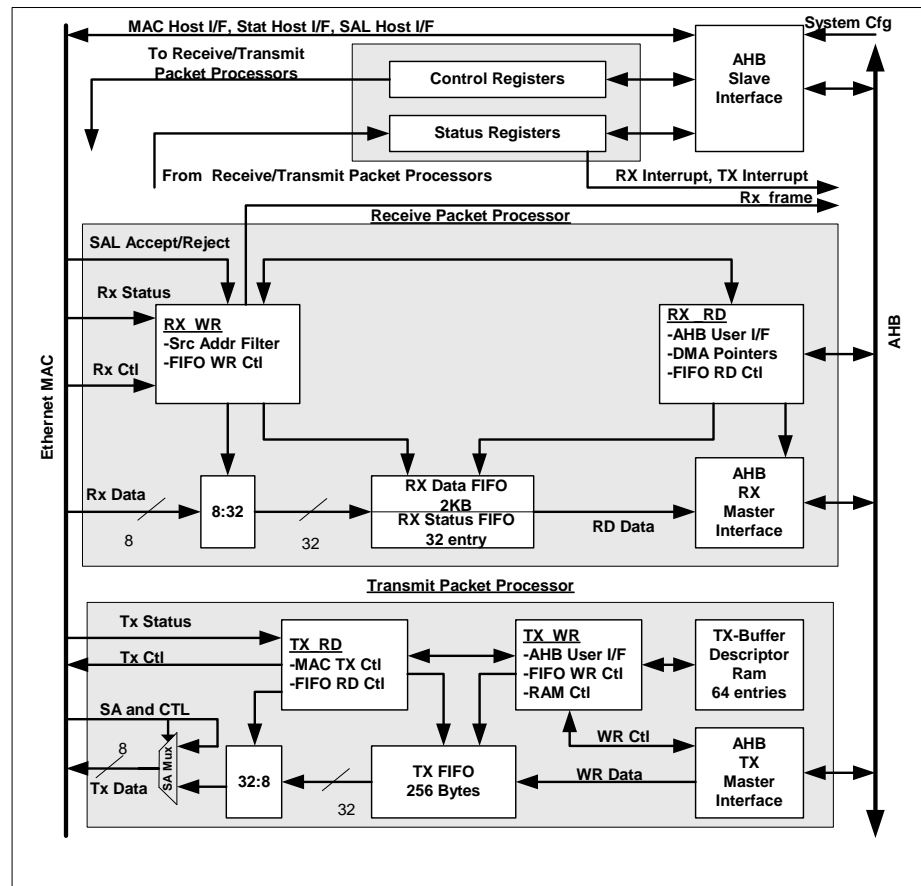 MAC Host I/F, Stat Host I/F, SAL Host I/F
System Cfg
To Receive/Transmit
Packet Processors
Control Registers
AHB
Slave
Interface
Status Registers
From Receive/Transmit Packet Processors
RX Interrupt, TX Interrupt
Rx_frame
Receive Packet Processor
SAL Accept/Reject
Rx Status
Rx Ctl
RX_WR
-Src Addr Filter
-FIFO WR Ctl
RX_RD
-AHB User I/F
-DMA Pointers
-FIFO RD Ctl
Ethernet MAC
AHB
Rx Data
8
8:32
32
RX Data FIFO
2KB
RX Status FIFO
32 entry
RD Data
AHB
RX
Master
Interface
Transmit Packet Processor
Tx Status
Tx Ctl
TX_RD
-MAC TX Ctl
-FIFO RD Ctl
TX_WR
-AHB User I/F
-FIFO WR Ctl
-RAM Ctl
TX-Buffer
Descriptor
Ram
64 entries
SA and CTL
8
Tx Data
SA Mux
32:8
32
TX FIFO
256 Bytes
WR Ctl
WR Data
AHB
TX
Master
Interface